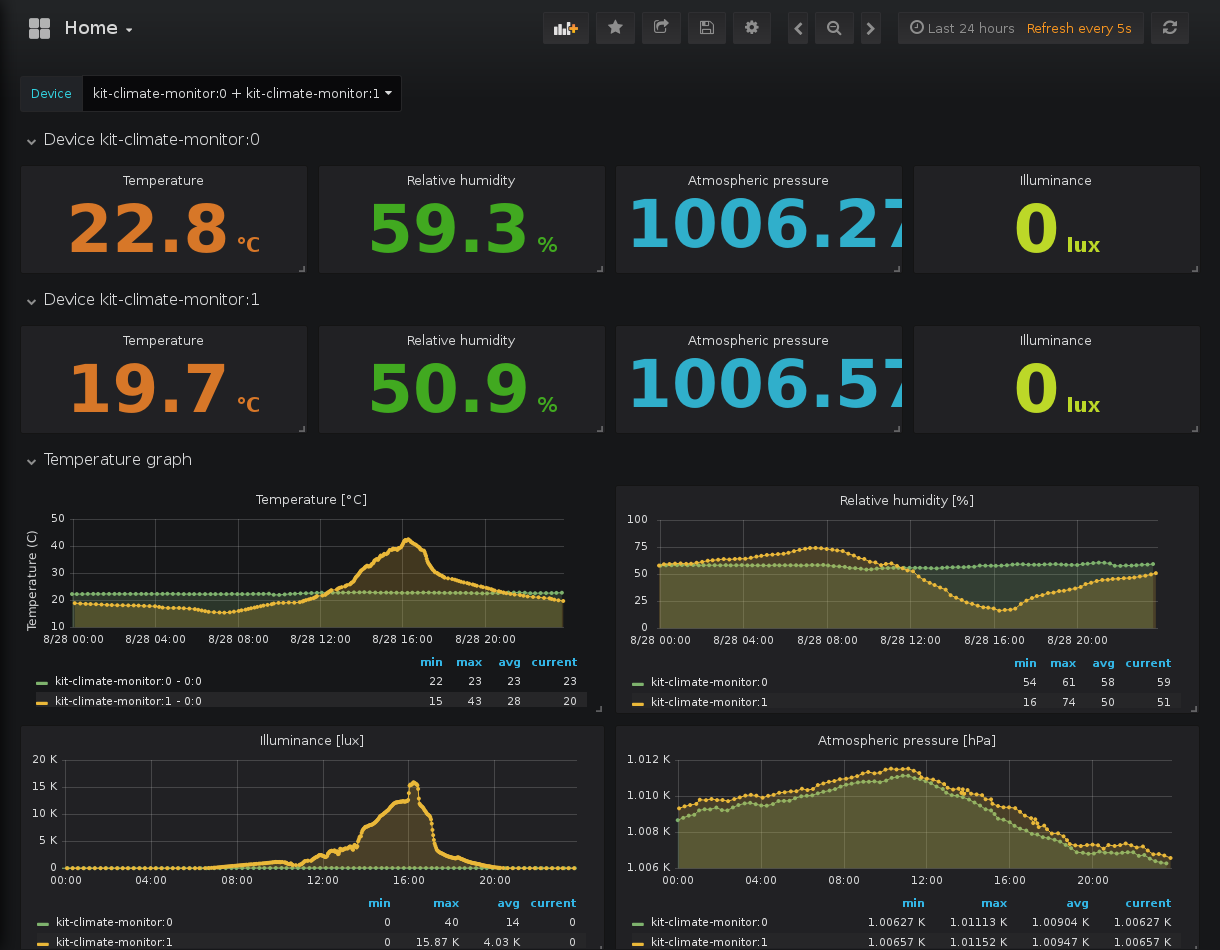 Home
Last 24 hours Refresh every 5s
Device kit-climate-monitor:0 + kit-climate-monitor:1
Device kit-climate-monitor:0
Temperature Relative humidity Atmospheric pressure Illuminance
22.8 °C 59.3 % 1006.27 0 lux
Device kit-climate-monitor:1
Temperature Relative humidity Atmospheric pressure Illuminance
19.7 °C 50.9 % 1006.57 0 lux
Temperature graph
Temperature [°C]
Temperature (C)
50
40
30
20
10
8/28 00:00 8/28 04:00 8/28 08:00 8/28 12:00 8/28 16:00 8/28 20:00
min max avg current
kit-climate-monitor:0 - 0:0 22 23 23 23
kit-climate-monitor:1 - 0:0 15 43 28 20
Relative humidity [%]
100
75
50
25
0
8/28 00:00 8/28 04:00 8/28 08:00 8/28 12:00 8/28 16:00 8/28 20:00
min max avg current
kit-climate-monitor:0 54 61 58 59
kit-climate-monitor:1 16 74 50 51
Illuminance [lux]
20 K
15 K
10 K
5 K
0
00:00 04:00 08:00 12:00 16:00 20:00
min max avg current
kit-climate-monitor:0 0 40 14 0
kit-climate-monitor:1 0 15.87 K 4.03 K 0
Atmospheric pressure [hPa]
1.012 K
1.010 K
1.008 K
1.006 K
00:00 04:00 08:00 12:00 16:00 20:00
min max avg current
kit-climate-monitor:0 1.00627 K 1.01113 K 1.00904 K 1.00627 K
kit-climate-monitor:1 1.00657 K 1.01152 K 1.00947 K 1.00657 K